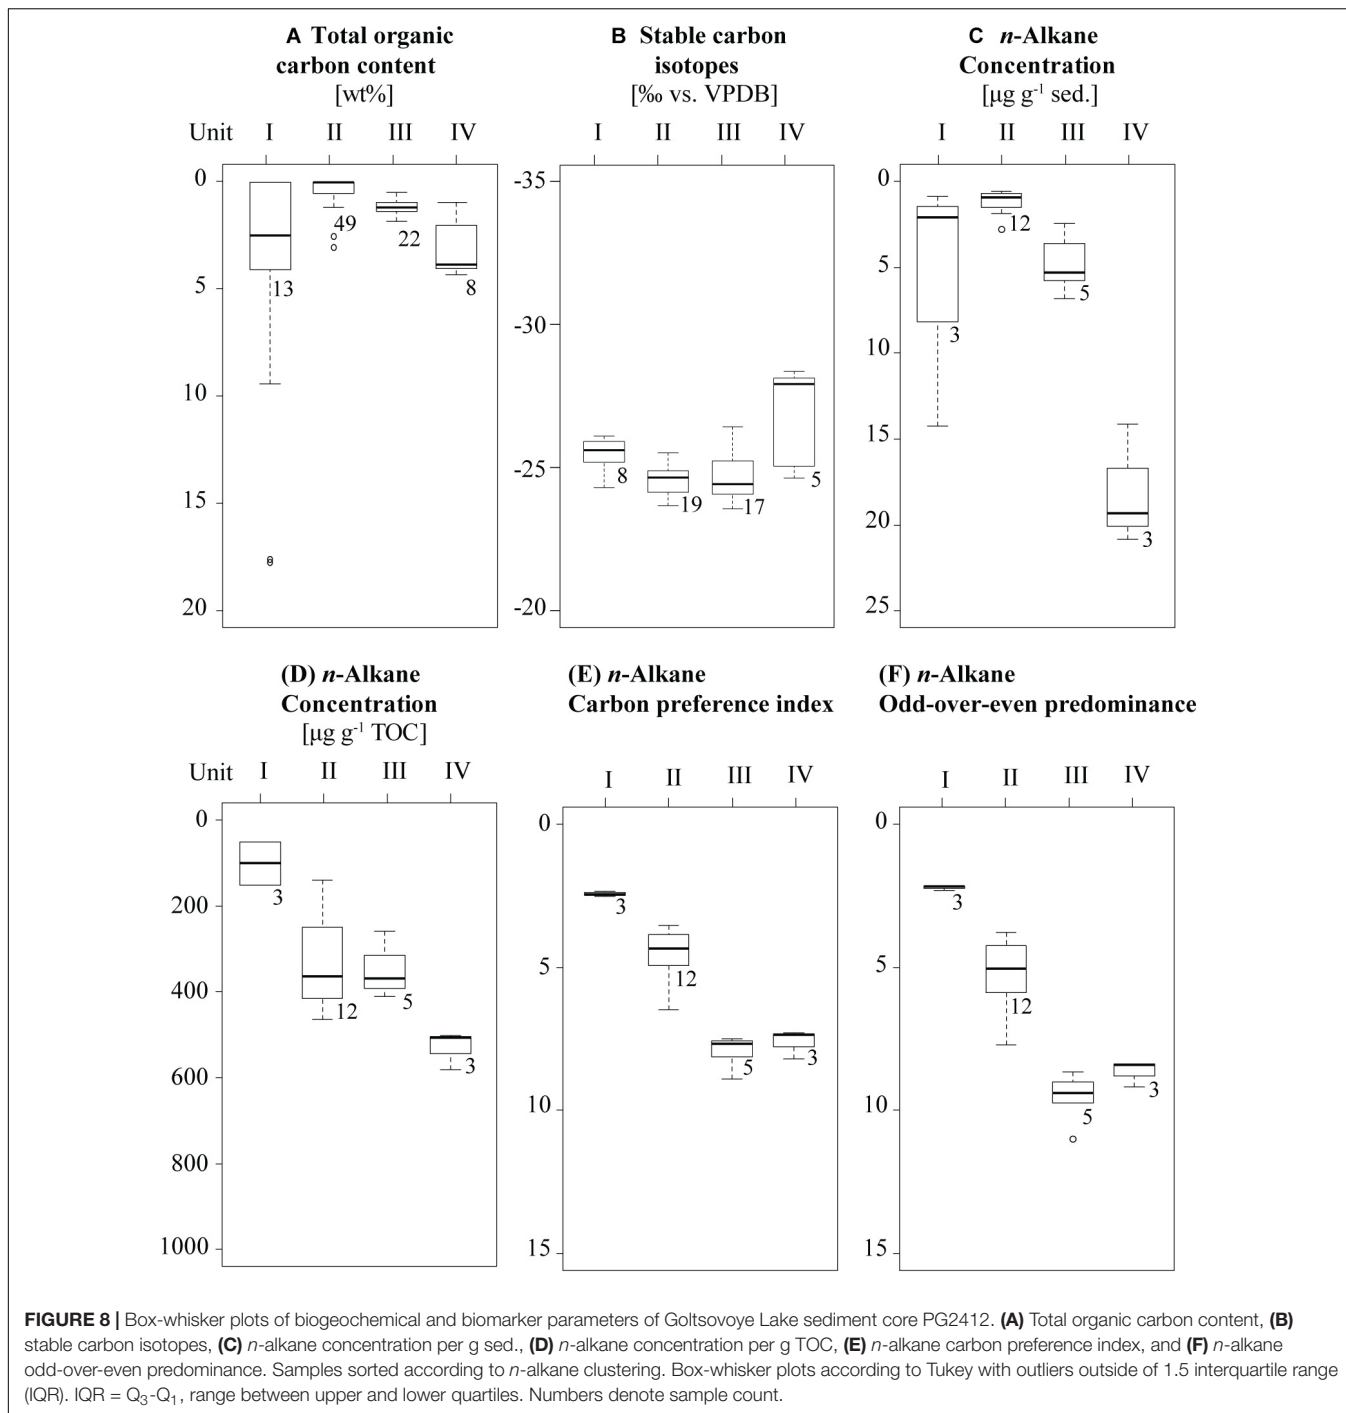 A Total organic
carbon content
[wt%]
Unit I II III IV
0
5
10
15
20
49
22
13
8
B Stable carbon
isotopes
[‰ vs. VPDB]
I II III IV
-35
-30
-25
-20
8
19
17
5
C n-Alkane
Concentration
[µg g-1 sed.]
I II III IV
0
5
10
15
20
25
12
5
3
3
(D) n-Alkane
Concentration
[µg g-1 TOC]
Unit I II III IV
0
200
400
600
800
1000
3
12
5
3
(E) n-Alkane
Carbon preference index
I II III IV
0
5
10
15
3
12
5
3
(F) n-Alkane
Odd-over-even predominance
I II III IV
0
5
10
15
3
12
5
3
FIGURE 8 | Box-whisker plots of biogeochemical and biomarker parameters of Goltsovoye Lake sediment core PG2412. (A) Total organic carbon content, (B)
stable carbon isotopes, (C) n-alkane concentration per g sed., (D) n-alkane concentration per g TOC, (E) n-alkane carbon preference index, and (F) n-alkane
odd-over-even predominance. Samples sorted according to n-alkane clustering. Box-whisker plots according to Tukey with outliers outside of 1.5 interquartile range
(IQR). IQR = Q3-Q1, range between upper and lower quartiles. Numbers denote sample count.